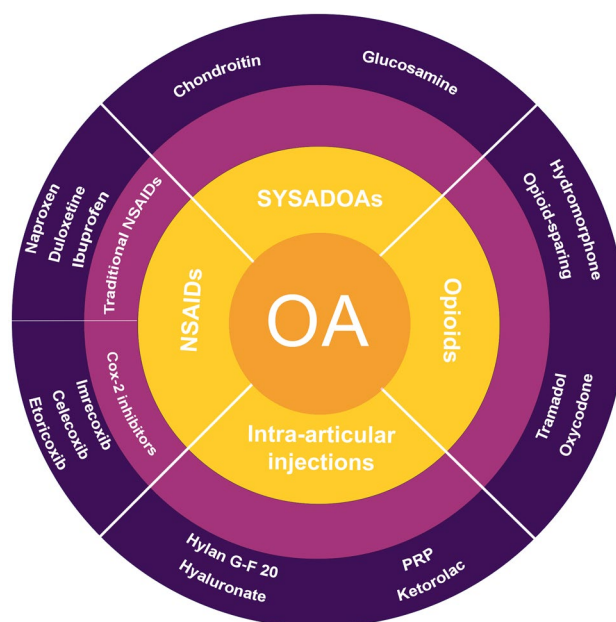 Chondroitin
Glucosamine
Naproxen
Duloxetine
Ibuprofen
Traditional NSAIDs
SYSADOAs
Hydromorphone
Opioid-sparing
NSAIDs
OA
Opioids
Cox-2 inhibitors
Imrecoxib
Celecoxib
Etoricoxib
Intra-articular
injections
Tramadol
Oxycodone
Hylan G-F 20
Hyaluronate
PRP
Ketorolac